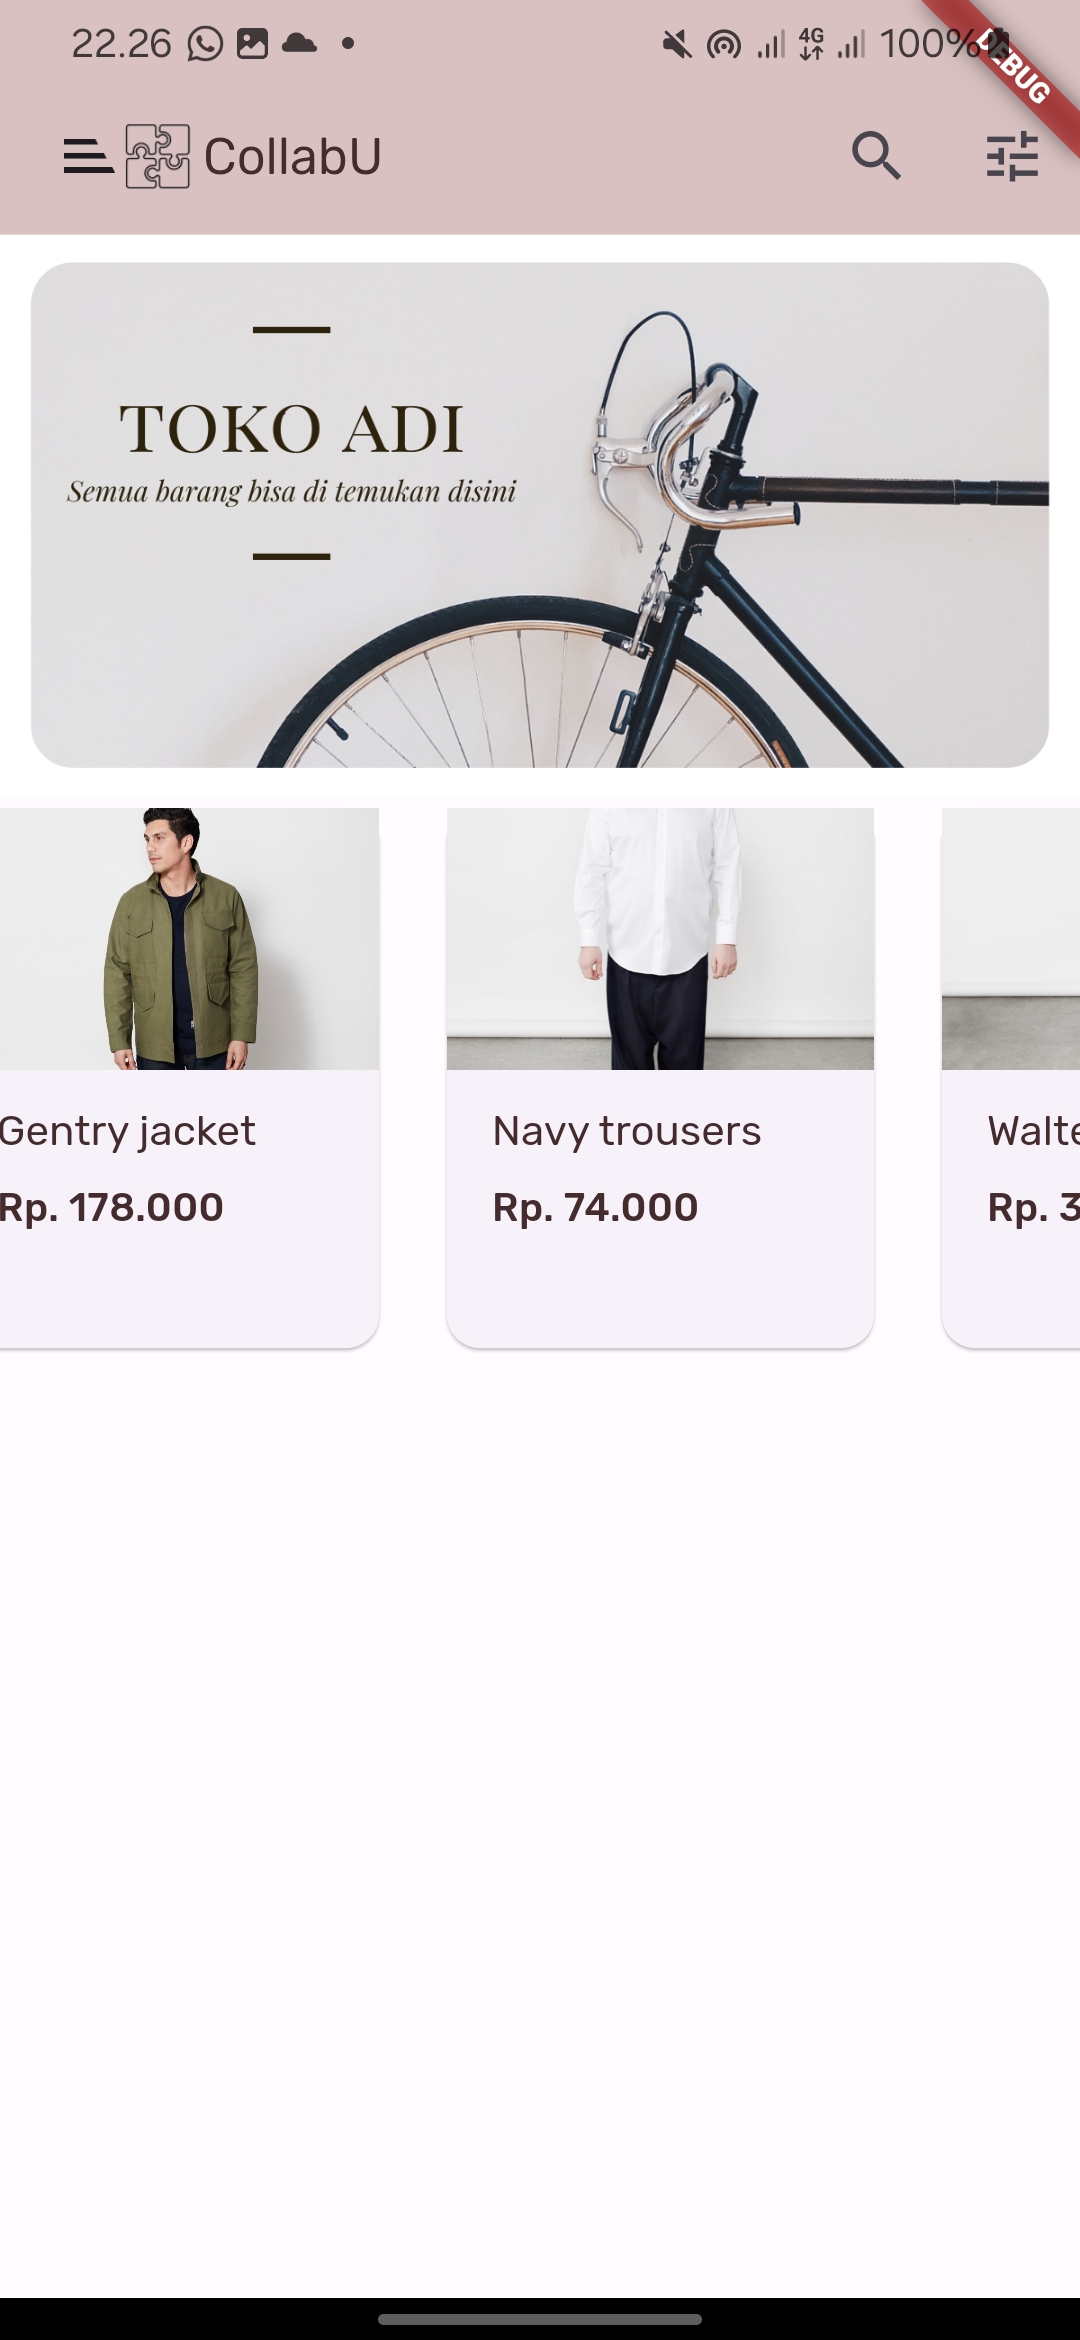 22.26
4G
100%
DEBUG
CollabU
TOKO ADI
Semua barang bisa di temukan disini
Gentry jacket
Navy trousers
Walte
Rp. 178.000
Rp. 74.000
Rp. 3